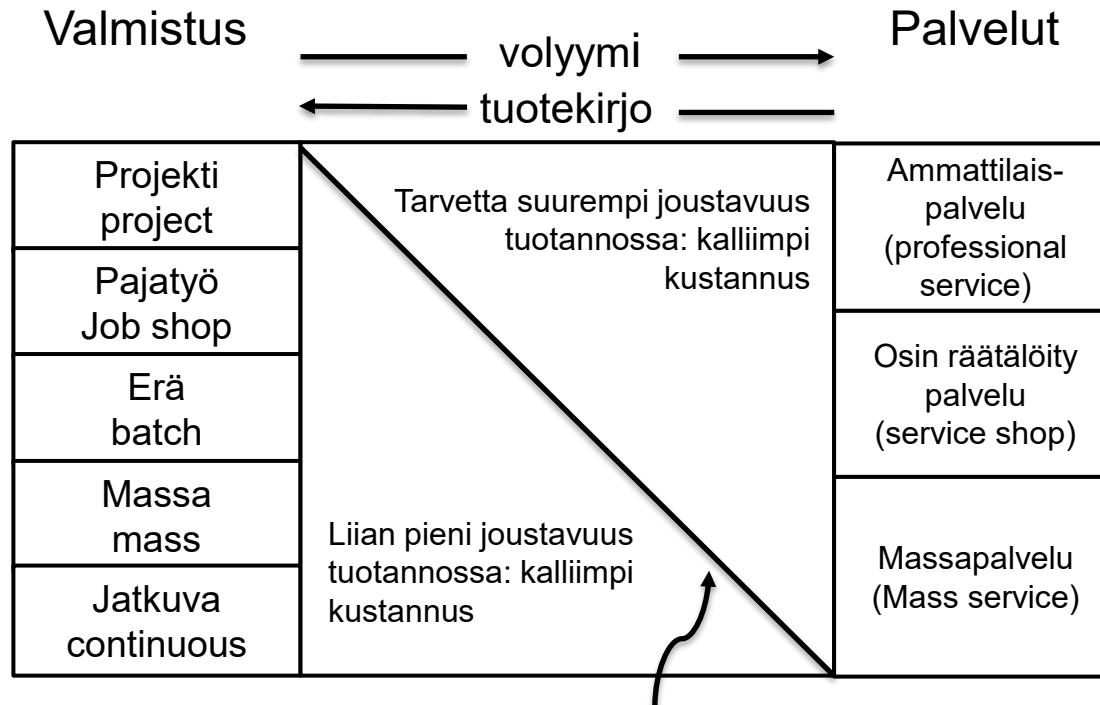 Valmistus
volyymi
tuotekirjo
Palvelut
Projekti
project
Pajatyö
Job shop
Erä
batch
Massa
mass
Jatkuva
continuous
Tarvetta suurempi joustavuus
tuotannossa: kalliimpi
kustannus
Liian pieni joustavuus
tuotannossa: kalliimpi
kustannus
Ammattilais-
palvelu
(professional
service)
Osin räätälöity
palvelu
(service shop)
Massapalvelu
(Mass service)